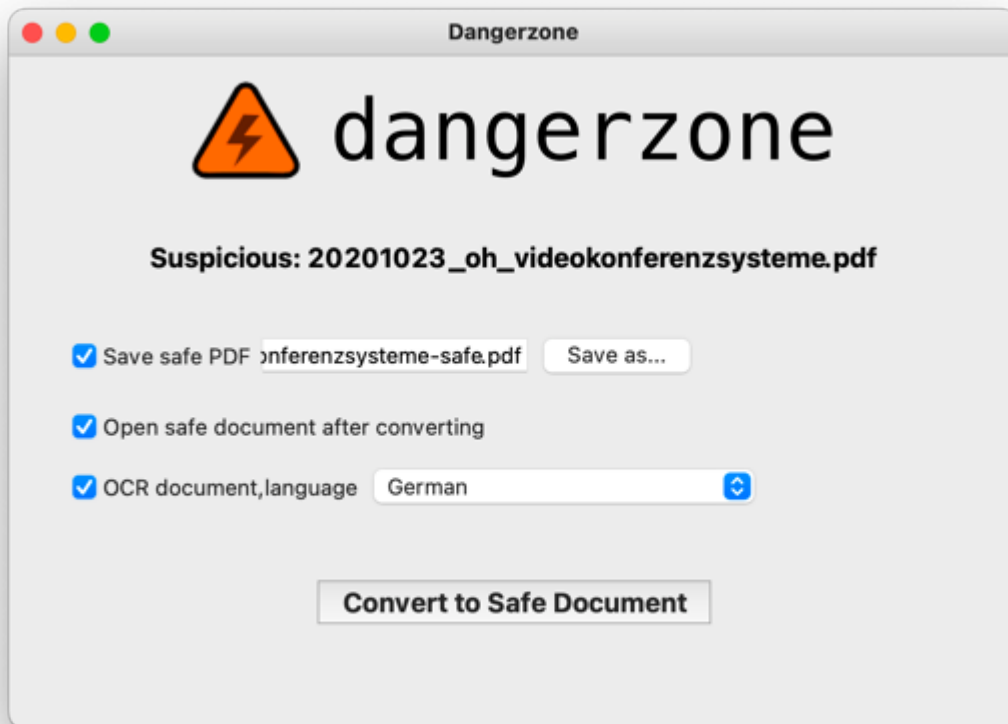 Dangerzone
dangerzone
Suspicious: 20201023_oh_videokonferenzsysteme.pdf
Save safe PDF onferenzsysteme-safe.pdf Save as...
Open safe document after converting
OCR document,language German
Convert to Safe Document